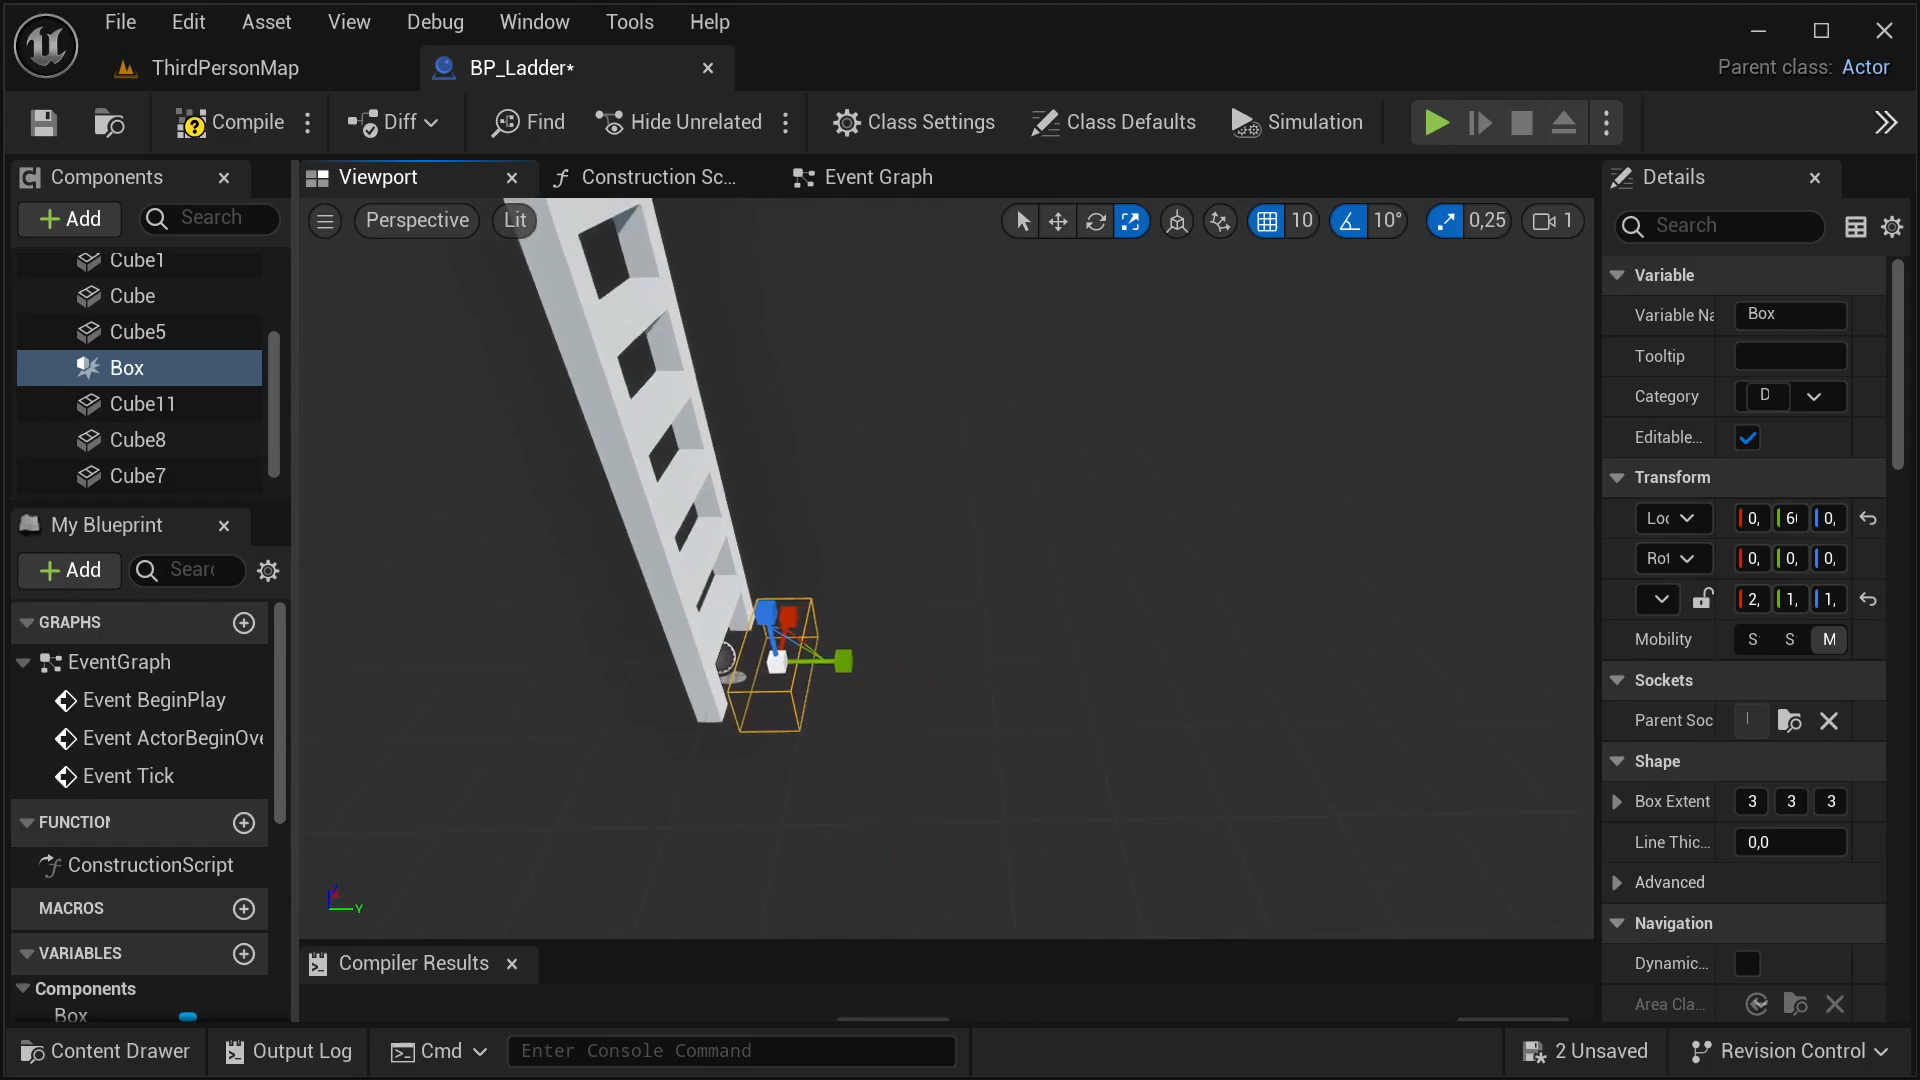 File Edit Asset View Debug Window Tools Help
ThirdPersonMap
BP_Ladder*
Parent class: Actor
Compile
Diff
Find
Hide Unrelated
Class Settings
Class Defaults
Simulation
Components
Add
Search
Cube1
Cube
Cube5
Box
Cube11
Cube8
Cube7
My Blueprint
Add
Sear
GRAPHS
EventGraph
Event BeginPlay
Event ActorBeginOve
Event Tick
FUNCTION
ConstructionScript
MACROS
VARIABLES
Components
Box
Viewport
Construction Sc...
Event Graph
Perspective
Lit
10
10°
0,25
1
Y
Compiler Results
Details
Search
Variable
Variable Na
Box
Tooltip
Category
D
Editable...
Transform
Loc
0,
60
0,
Rot
0,
0,
0,
2,
1,
1,
Mobility
S
S
M
Sockets
Parent Soc
Shape
Box Extent
3
3
3
Line Thic...
0,0
Advanced
Navigation
Dynamic...
Area Cla...
Content Drawer
Output Log
Cmd
Enter Console Command
2 Unsaved
Revision Control